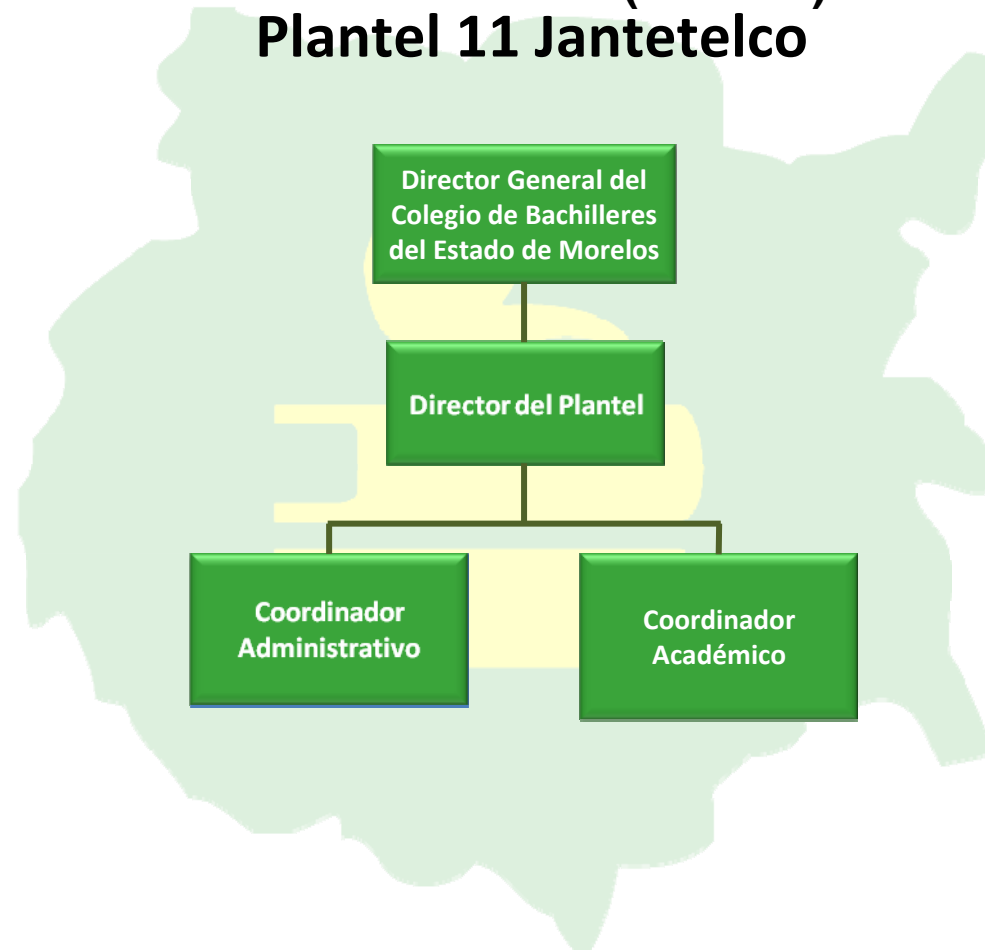 Plantel 11 Jantetelco
Director General del
Colegio de Bachilleres
del Estado de Morelos
Director del Plantel
Coordinador
Administrativo
Coordinador
Académico